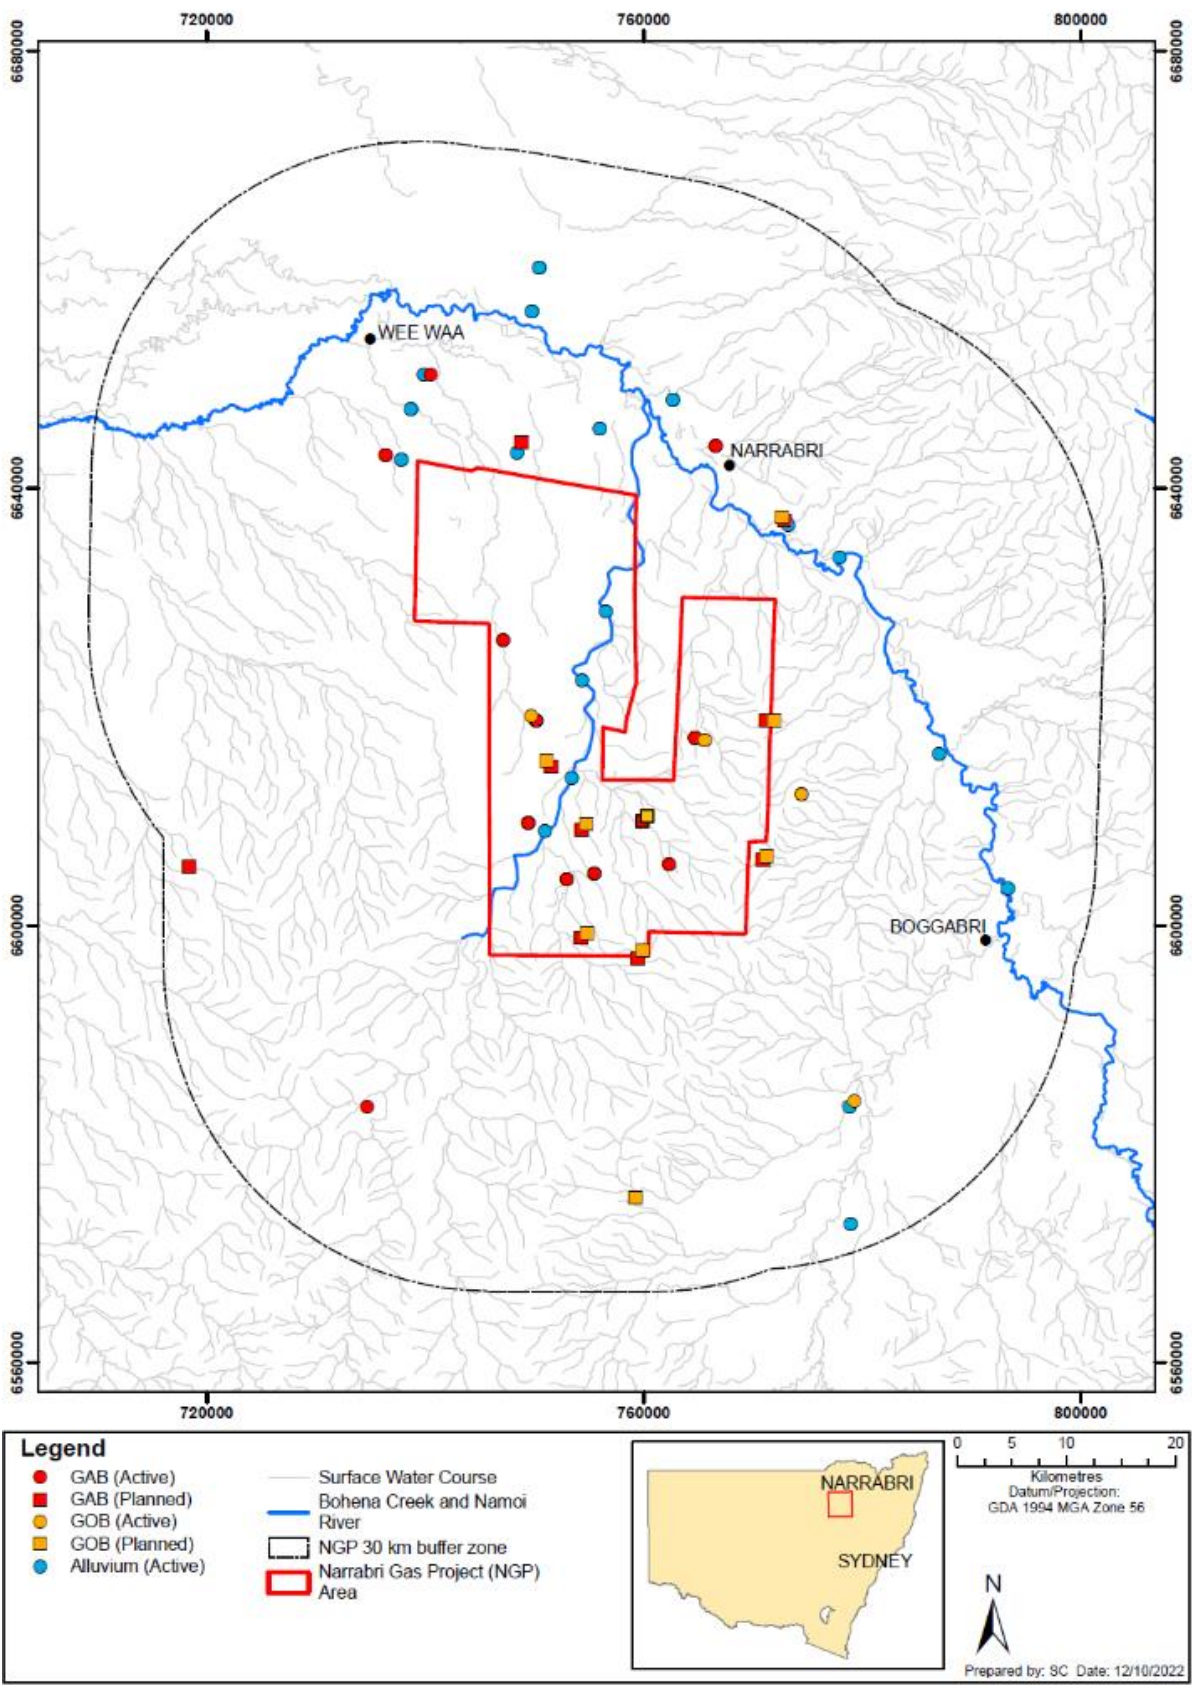 720000
760000
800000
6680000
6680000
WEE WAA
NARRABRI
6640000
6640000
BOGGABRI
6600000
6600000
6560000
6560000
720000
760000
800000
Legend
GAB (Active)
GAB (Planned)
GOB (Active)
GOB (Planned)
Alluvium (Active)
Surface Water Course
Bohena Creek and Namoi
River
NGP 30 km buffer zone
Narrabri Gas Project (NGP)
Area
NARRABRI
SYDNEY
0 5 10 20
Kilometres
Datum/Projection:
GDA 1994 MGA Zone 56
N
Prepared by: SC Date: 12/10/2022